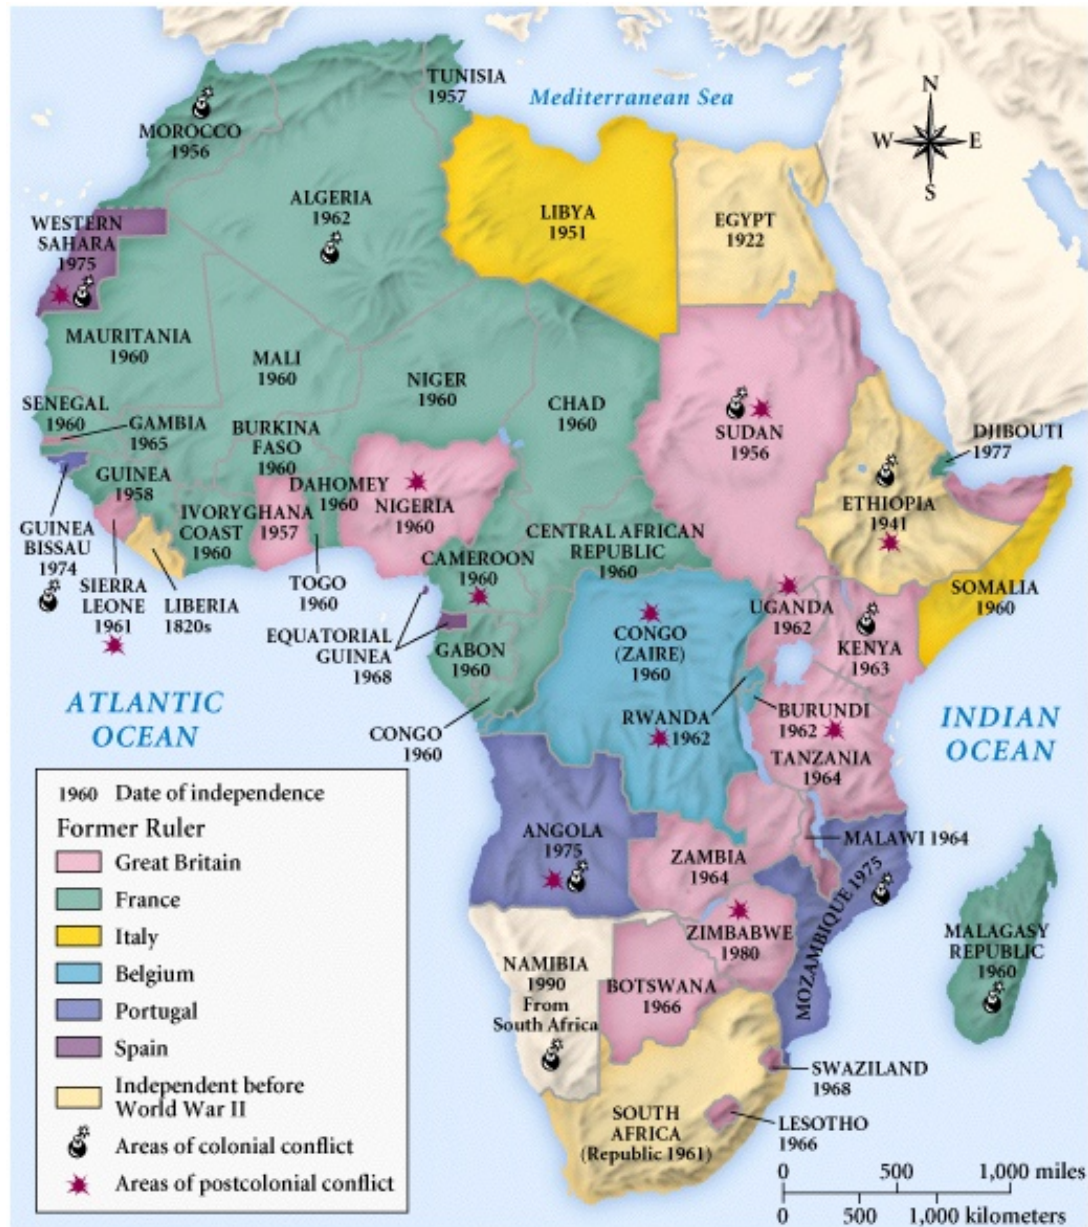 TUNISIA
1957
Mediterranean Sea
N
W
E
S
MOROCCO
1956
ALGERIA
1962
LIBYA
1951
EGYPT
1922
WESTERN
SAHARA
1975
MAURITANIA
1960
MALI
1960
NIGER
1960
CHAD
1960
SUDAN
1956
DJIBOUTI
1977
SENEGAL
1960
GAMBIA
1965
BURKINA
FASO
1960
GUINEA
1958
DAHOMEY
1960
NIGERIA
1960
IVORY
COAST
1960
GHANA
1957
ETHIOPIA
1941
GUINEA
BISSAU
1974
SIERRA
LEONE
1961
LIBERIA
1820s
TOGO
1960
CAMEROON
1960
CENTRAL AFRICAN
REPUBLIC
1960
SOMALIA
1960
EQUATORIAL
GUINEA
1968
GABON
1960
CONGO
(ZAIRE)
1960
UGANDA
1962
KENYA
1963
ATLANTIC
OCEAN
CONGO
1960
RWANDA
1962
BURUNDI
1962
TANZANIA
1964
INDIAN
OCEAN
ANGOLA
1975
ZAMBIA
1964
MALAWI 1964
MOZAMBIQUE 1975
ZIMBABWE
1980
MALAGASY
REPUBLIC
1960
NAMIBIA
1990
From
South Africa
BOTSWANA
1966
SWAZILAND
1968
SOUTH
AFRICA
(Republic 1961)
LESOTHO
1966
1960 Date of independence
Former Ruler
Great Britain
France
Italy
Belgium
Portugal
Spain
Independent before
World War II
Areas of colonial conflict
Areas of postcolonial conflict
0 500 1,000 miles
0 500 1,000 kilometers